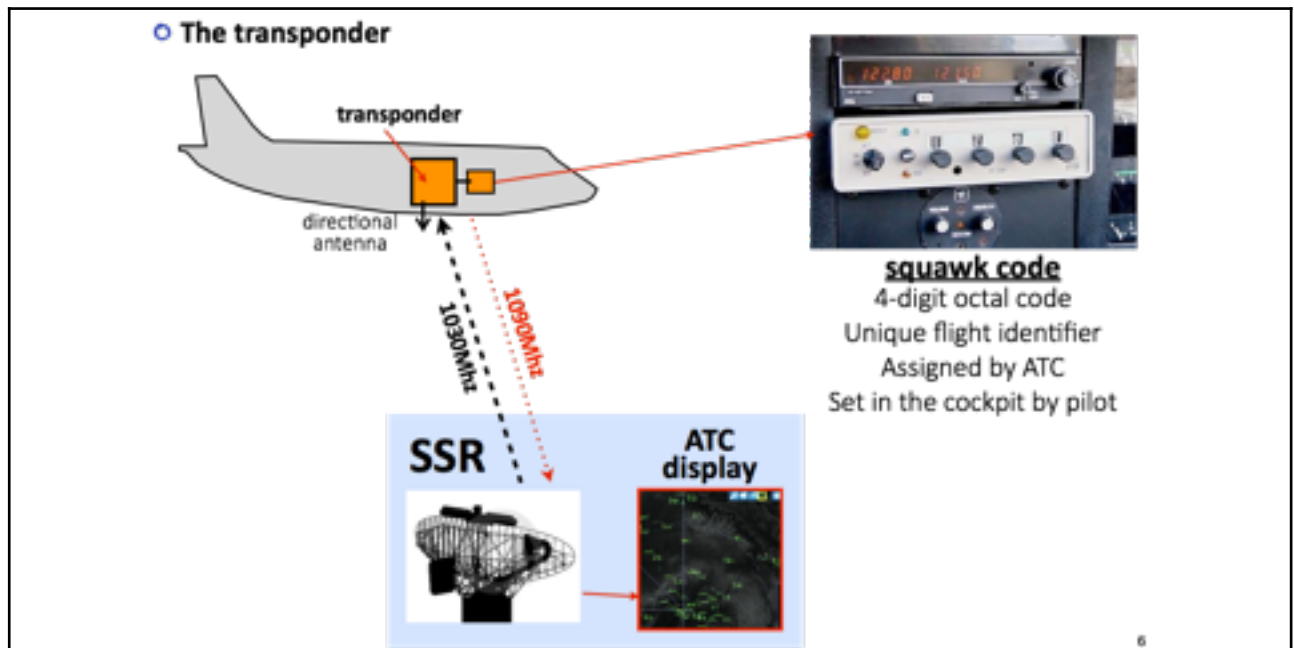 The transponder
transponder
directional
antenna
1030Mhz
1090Mhz
squawk code
4-digit octal code
Unique flight identifier
Assigned by ATC
Set in the cockpit by pilot
SSR
ATC
display
6